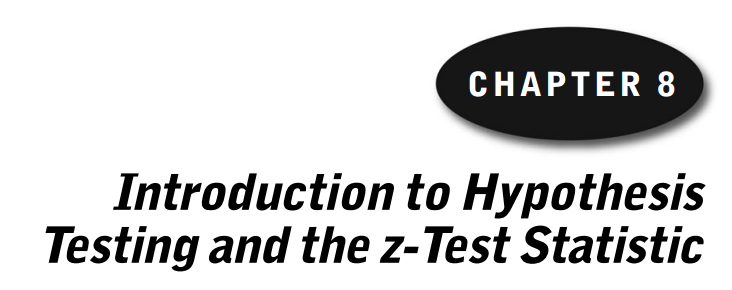 CHAPTER 8
Introduction to Hypothesis
Testing and the z-Test Statistic